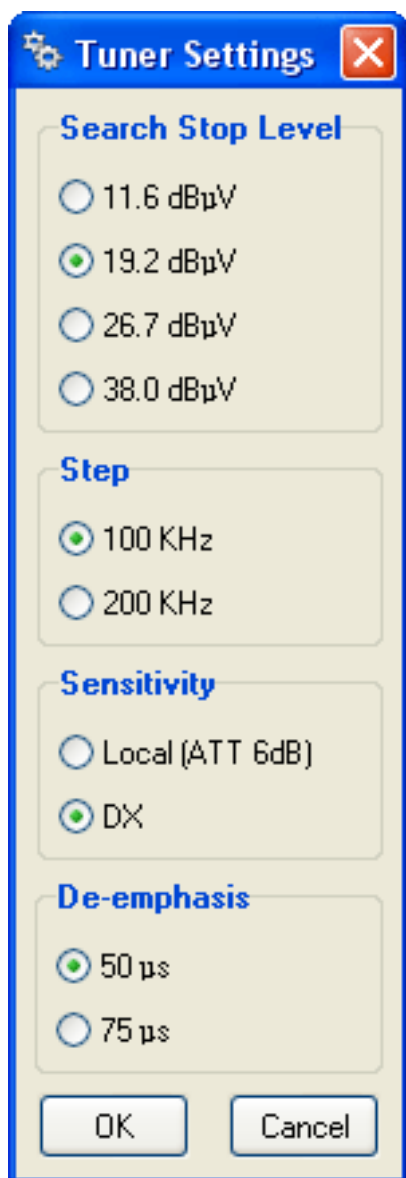 Tuner Settings
Search Stop Level
11.6 dBµV
19.2 dBµV
26.7 dBµV
38.0 dBµV
Step
100 KHz
200 KHz
Sensitivity
Local (ATT 6dB)
DX
De-emphasis
50 µs
75 µs
OK Cancel